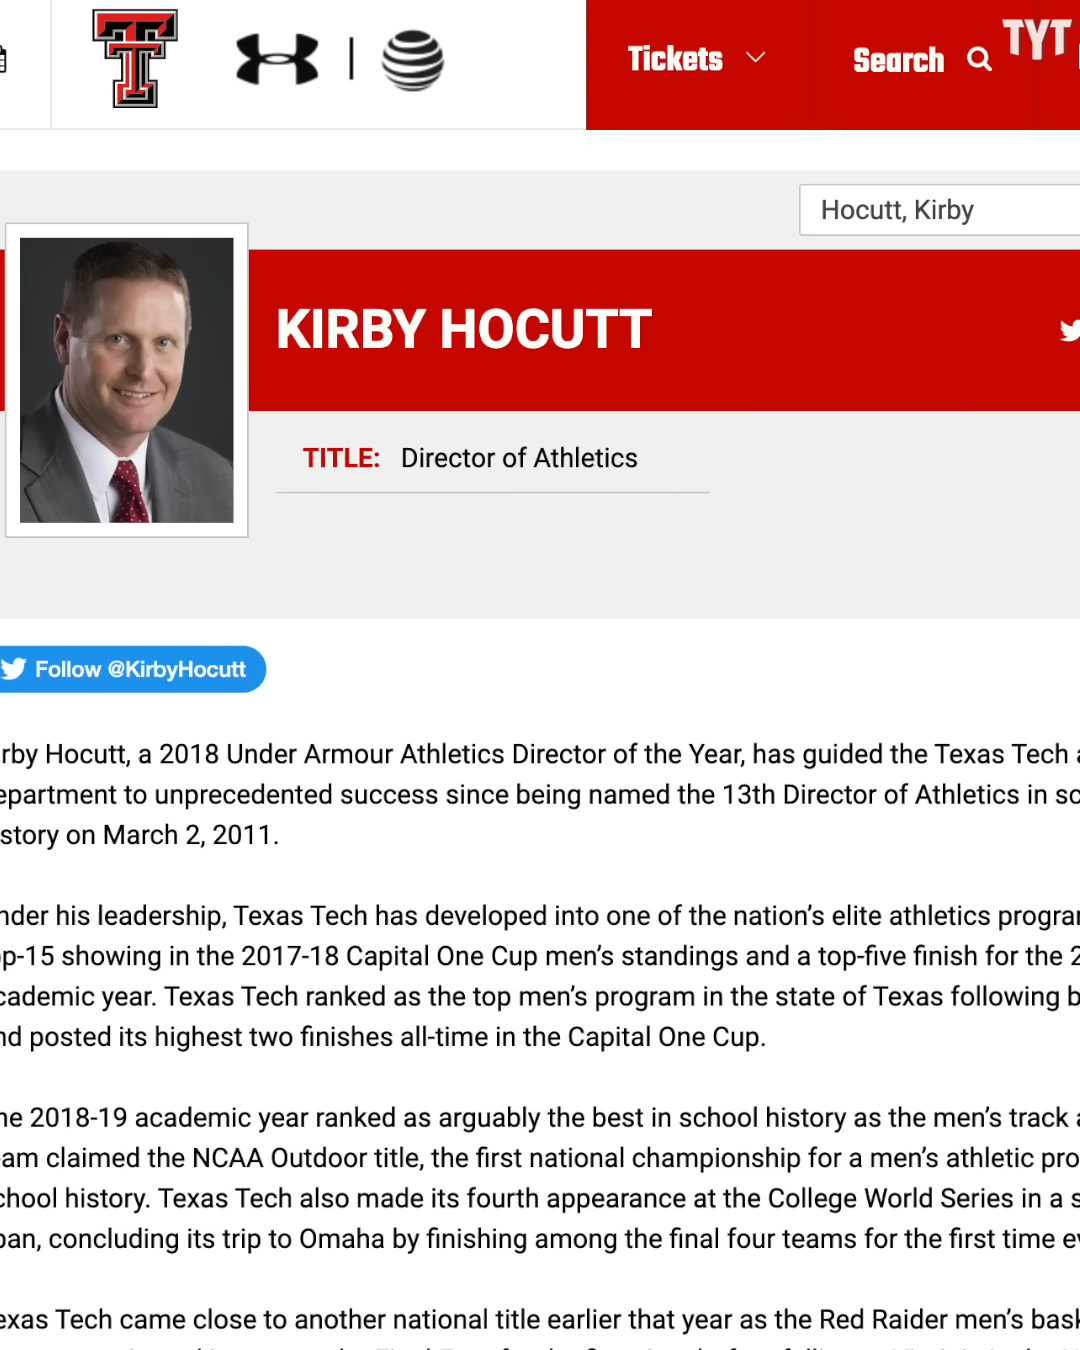 Tickets
Search
TYT
Hocutt, Kirby
KIRBY HOCUTT
TITLE: Director of Athletics
Follow @KirbyHocutt
rby Hocutt, a 2018 Under Armour Athletics Director of the Year, has guided the Texas Tech a
epartment to unprecedented success since being named the 13th Director of Athletics in sc
story on March 2, 2011.
nder his leadership, Texas Tech has developed into one of the nation's elite athletics progra
op-15 showing in the 2017-18 Capital One Cup men's standings and a top-five finish for the 2
cademic year. Texas Tech ranked as the top men's program in the state of Texas following b
nd posted its highest two finishes all-time in the Capital One Cup.
he 2018-19 academic year ranked as arguably the best in school history as the men's track a
eam claimed the NCAA Outdoor title, the first national championship for a men's athletic pro
chool history. Texas Tech also made its fourth appearance at the College World Series in a s
pan, concluding its trip to Omaha by finishing among the final four teams for the first time ev
exas Tech came close to another national title earlier that year as the Red Raider men's bask